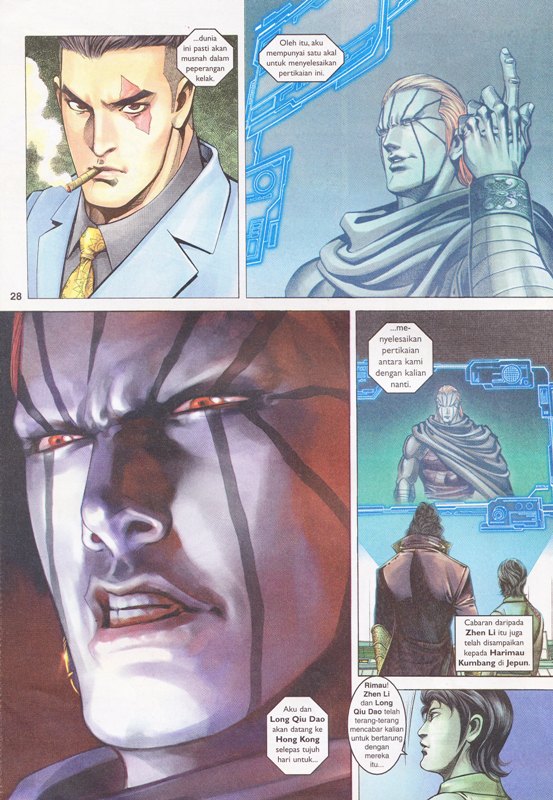 ...dunia
ini pasti akan
musnah dalam
peperangan
kelak.
Oleh itu, aku
mempunyai satu akal
untuk menyelesaikan
pertikaian ini.
28
Aku dan
Long Qiu Dao
akan datang ke
Hong Kong
selepas tujuh
hari untuk...
...me-
nyelesaikan
pertikaian
antara kami
dengan kalian
nanti.
Cabaran daripada
Zhen Li itu juga
telah disampaikan
kepada Harimau
Kumbang di Jepun.
Rimau!
Zhen Li
dan Long
Qiu Dao telah
terang-terang
mencabar kalian
untuk bertarung
dengan
mereka
itu...